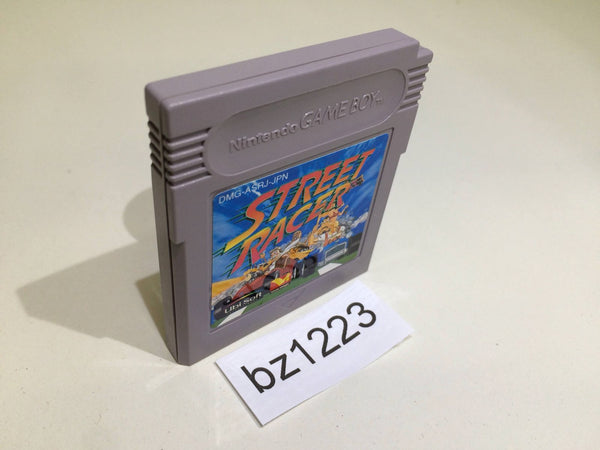 Nintendo GAME BOY
DMG-ASRJ-JPN
STREET
RACER
Ubi Soft
bz1223